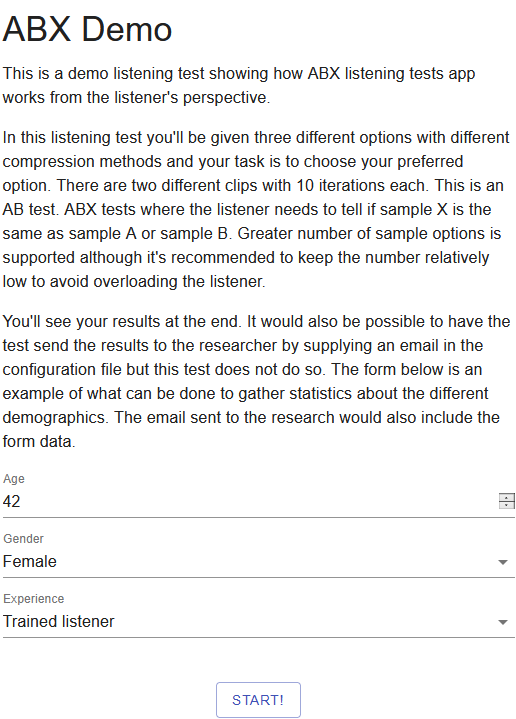 ABX Demo
This is a demo listening test showing how ABX listening tests app
works from the listener's perspective.
In this listening test you'll be given three different options with different
compression methods and your task is to choose your preferred
option. There are two different clips with 10 iterations each. This is an
AB test. ABX tests where the listener needs to tell if sample X is the
same as sample A or sample B. Greater number of sample options is
supported although it's recommended to keep the number relatively
low to avoid overloading the listener.
You'll see your results at the end. It would also be possible to have the
test send the results to the researcher by supplying an email in the
configuration file but this test does not do so. The form below is an
example of what can be done to gather statistics about the different
demographics. The email sent to the research would also include the
form data.
Age
42
Gender
Female
Experience
Trained listener
START!